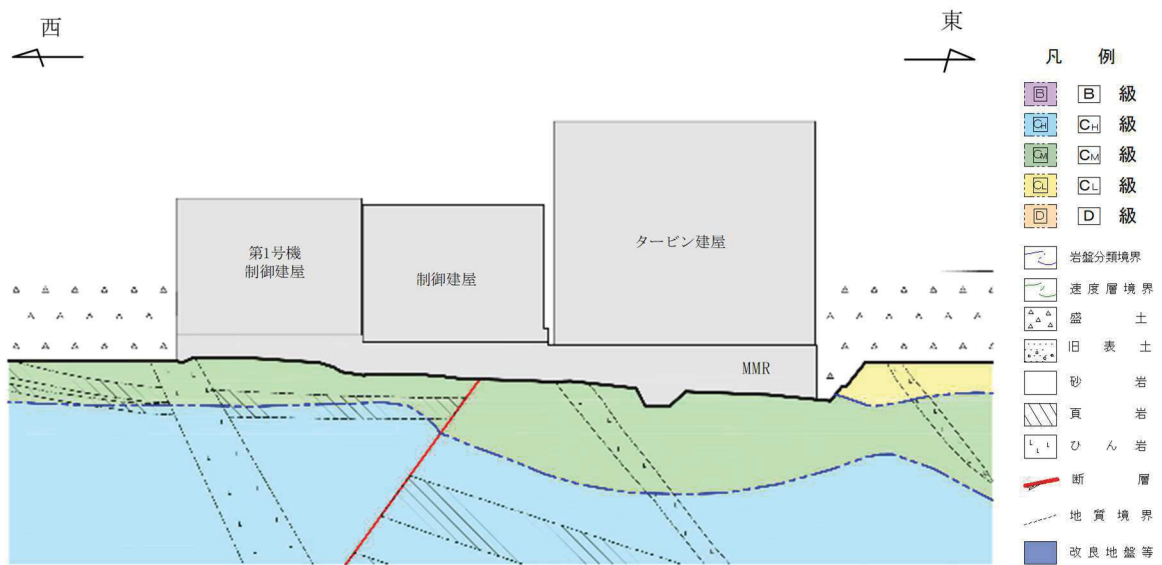 西
東
第1号機
制御建屋
制御建屋
タービン建屋
MMR
凡 例
B B 級
CH CH 級
CM CM 級
CL CL 級
D D 級
岩盤分類境界
速度層境界
盛 土
旧 表 土
砂 岩
頁 岩
ひ ん 岩
断 層
地 質 境 界
改 良 地 盤 等